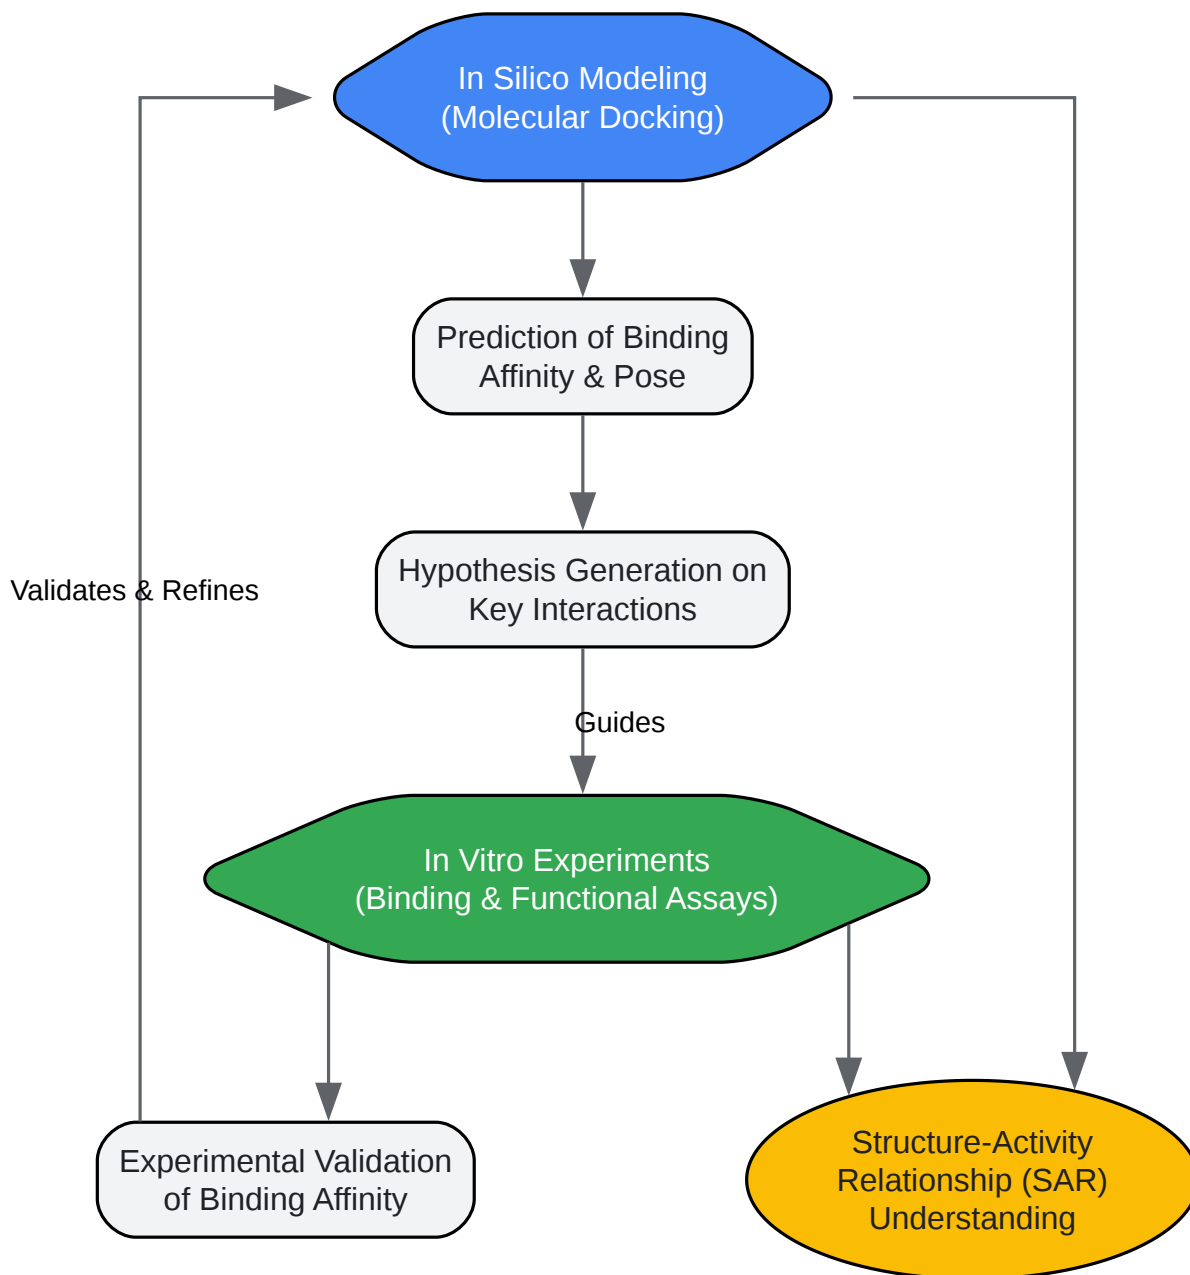 In Silico Modeling
(Molecular Docking)
Prediction of Binding
Affinity & Pose
Hypothesis Generation on
Key Interactions
Validates & Refines
Guides
In Vitro Experiments
(Binding & Functional Assays)
Experimental Validation
of Binding Affinity
Structure-Activity
Relationship (SAR)
Understanding